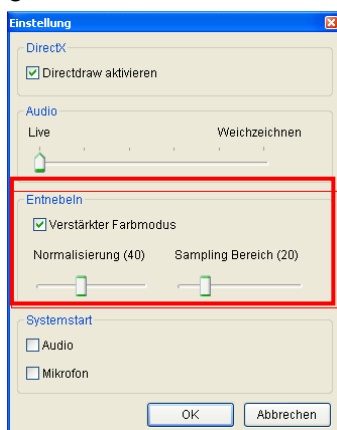 Einstellung
DirectX
Directdraw aktivieren
Audio
Live Weichzeichnen
Entnebeln
Verstärkter Farbmodus
Normalisierung (40) Sampling Bereich (20)
Systemstart
Audio
Mikrofon
OK Abbrechen